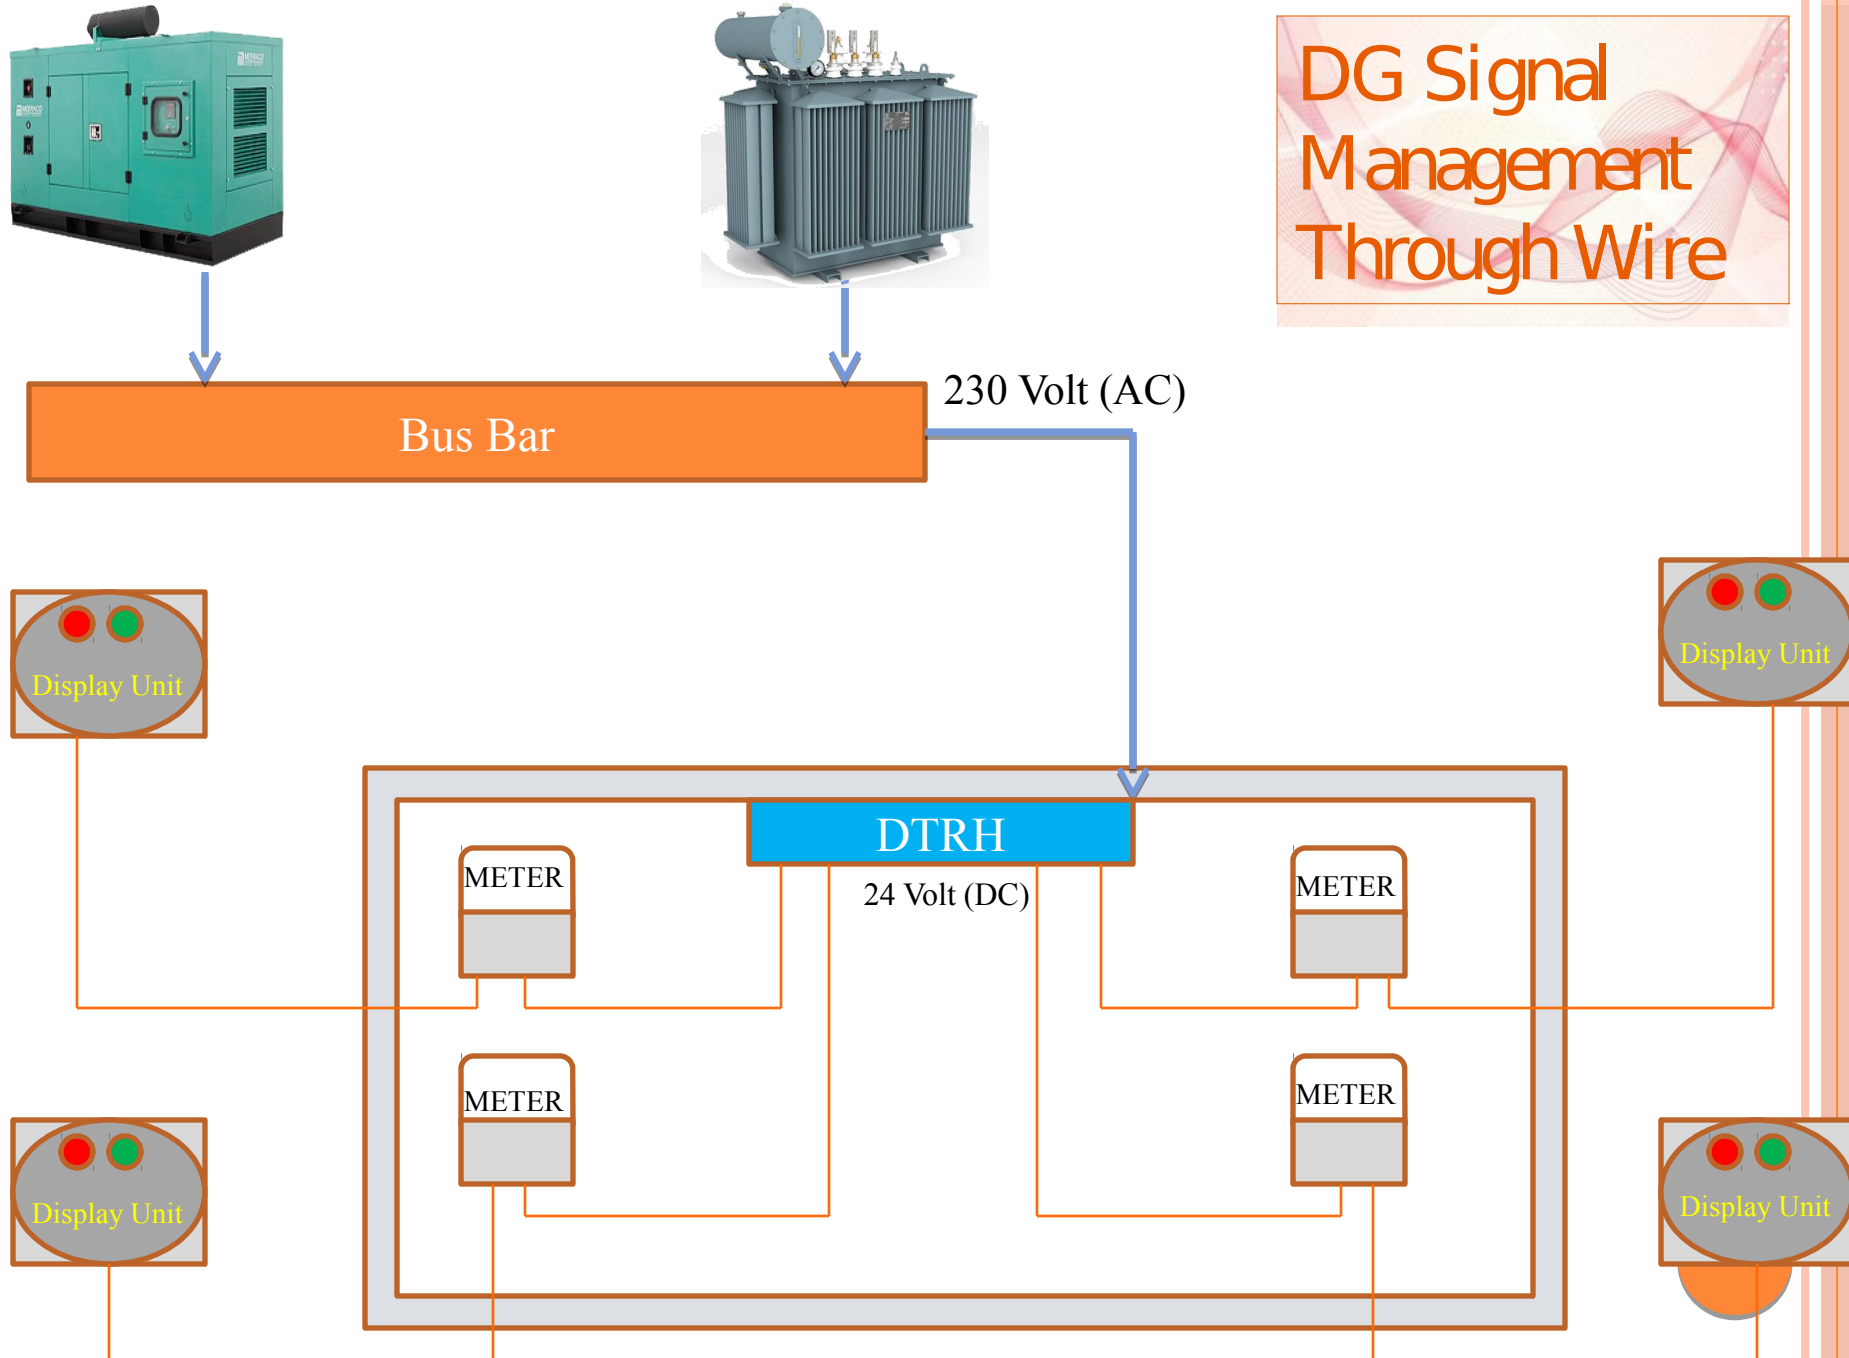 DG Signal
Management
Through Wire
230 Volt (AC)
Bus Bar
Display Unit
Display Unit
DTRH
24 Volt (DC)
METER
METER
METER
METER
Display Unit
Display Unit